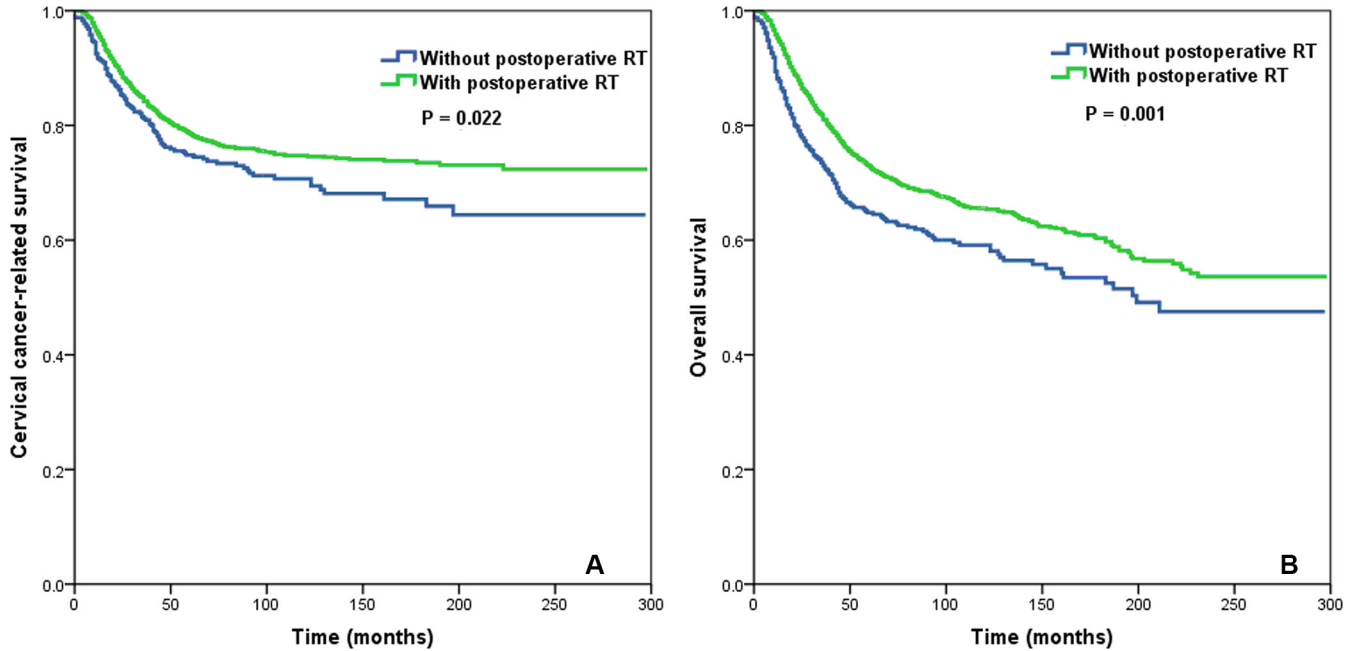 1.0
0.8
0.6
0.4
0.2
0.0
Cervical cancer-related survival
Without postoperative RT
With postoperative RT
P = 0.022
A
0 50 100 150 200 250 300
Time (months)
1.0
0.8
0.6
0.4
0.2
0.0
Overall survival
Without postoperative RT
With postoperative RT
P = 0.001
B
0 50 100 150 200 250 300
Time (months)